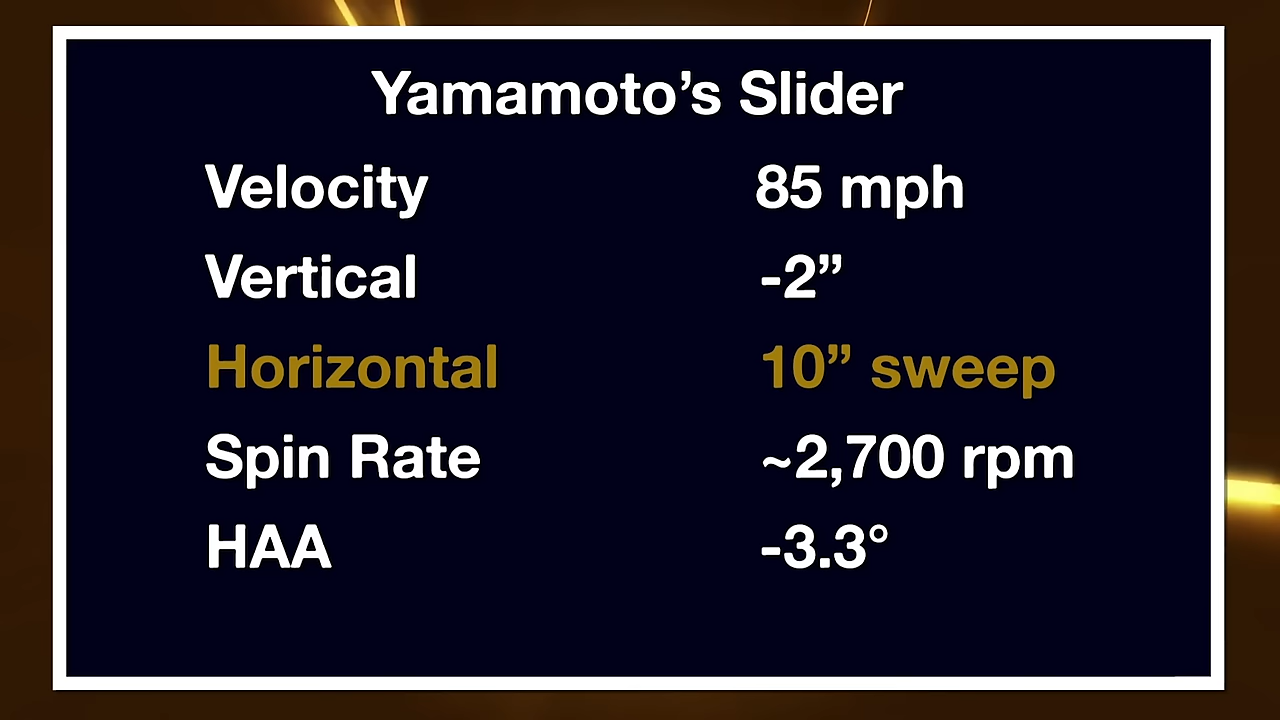 Yamamoto’s Slider
Velocity 85 mph
Vertical -2”
Horizontal 10” sweep
Spin Rate ~2,700 rpm
HAA -3.3°